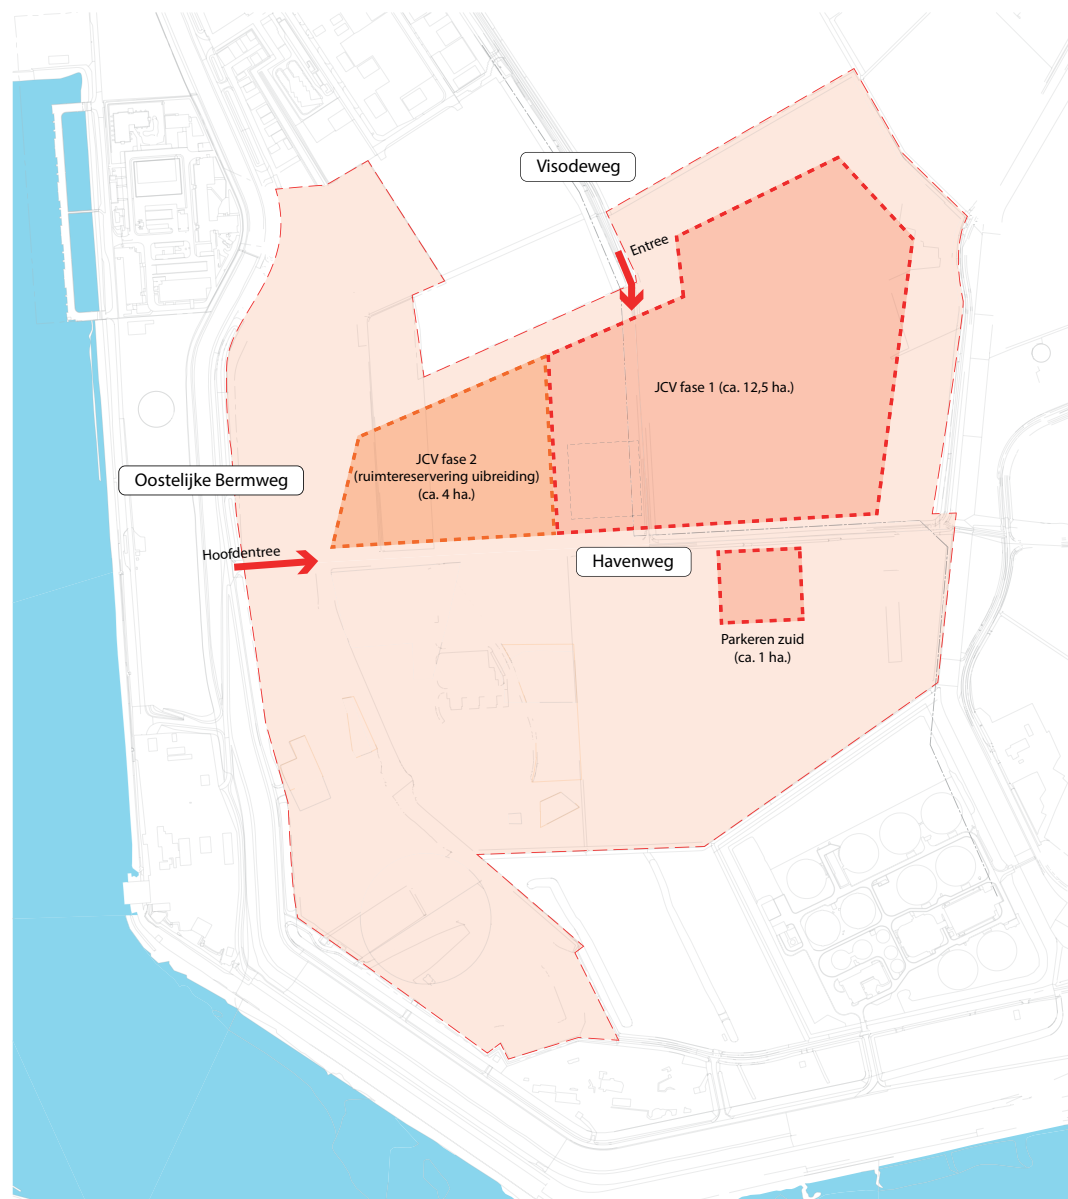 Visodeweg
Entree
JCV fase 1 (ca. 12,5 ha.)
JCV fase 2
(ruimtereservering uibreiding)
(ca. 4 ha.)
Oostelijke Bermweg
Hoofdentree
Havenweg
Parkeren zuid
(ca. 1 ha.)